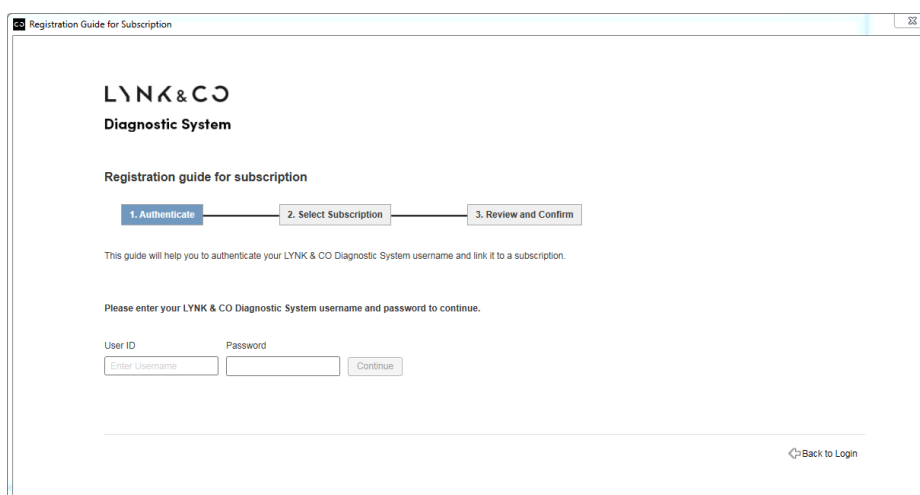 Registration Guide for Subscription
LYNK & CO
Diagnostic System
Registration guide for subscription
1. Authenticate
2. Select Subscription
3. Review and Confirm
This guide will help you to authenticate your LYNK & CO Diagnostic System username and link it to a subscription.
Please enter your LYNK & CO Diagnostic System username and password to continue.
User ID
Password
Enter Username
Continue
Back to Login